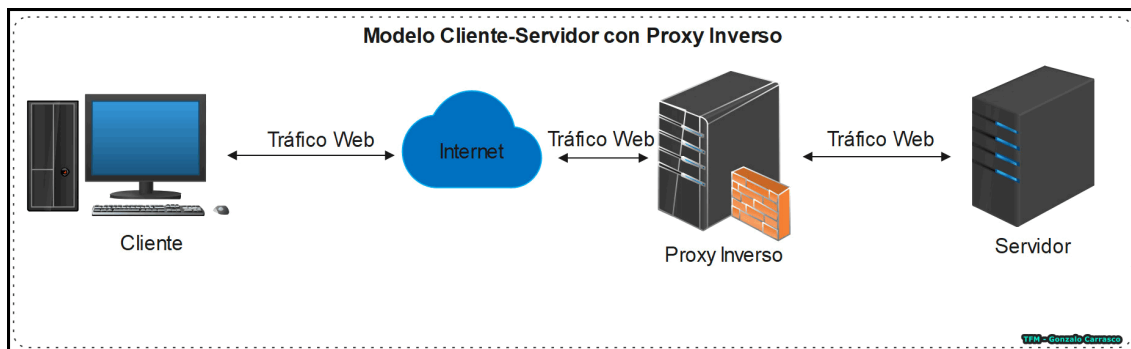 Modelo Cliente-Servidor con Proxy Inverso
Tráfico Web
Internet
Tráfico Web
Tráfico Web
Cliente
Proxy Inverso
Servidor
TFM - Gonzalo Carrasco